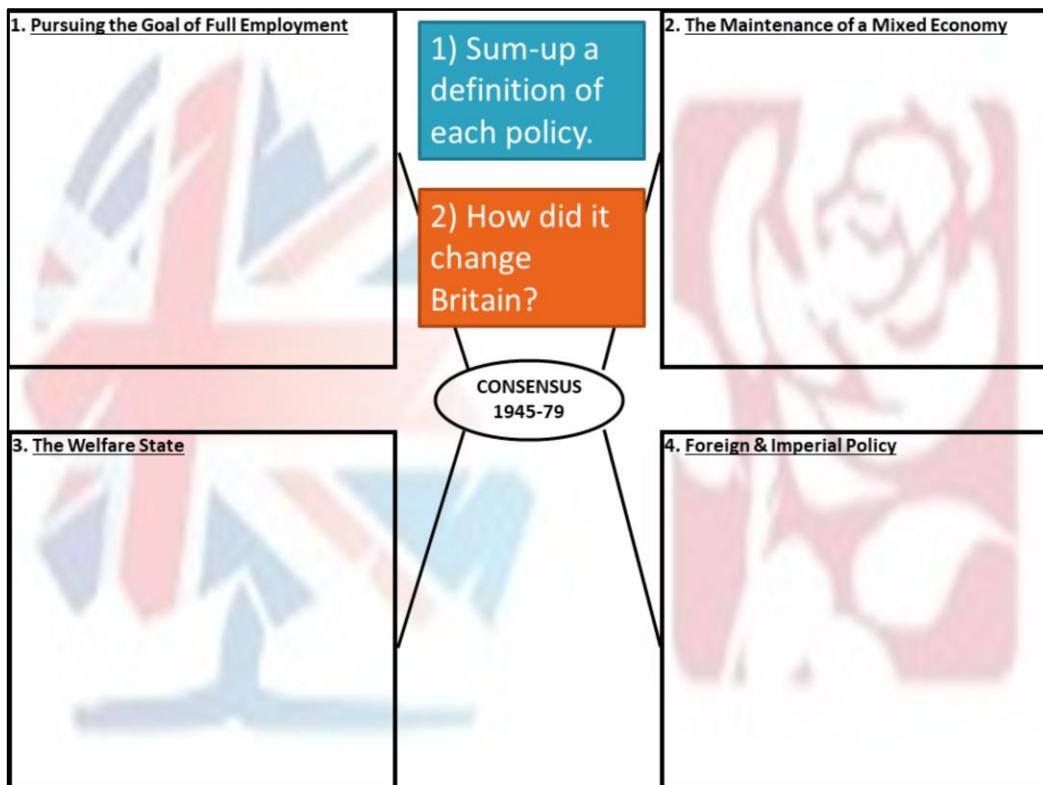 1. Pursuing the Goal of Full Employment
1) Sum-up a
definition of
each policy.
2. The Maintenance of a Mixed Economy
2) How did it
change
Britain?
CONSENSUS
1945-79
3. The Welfare State
4. Foreign & Imperial Policy